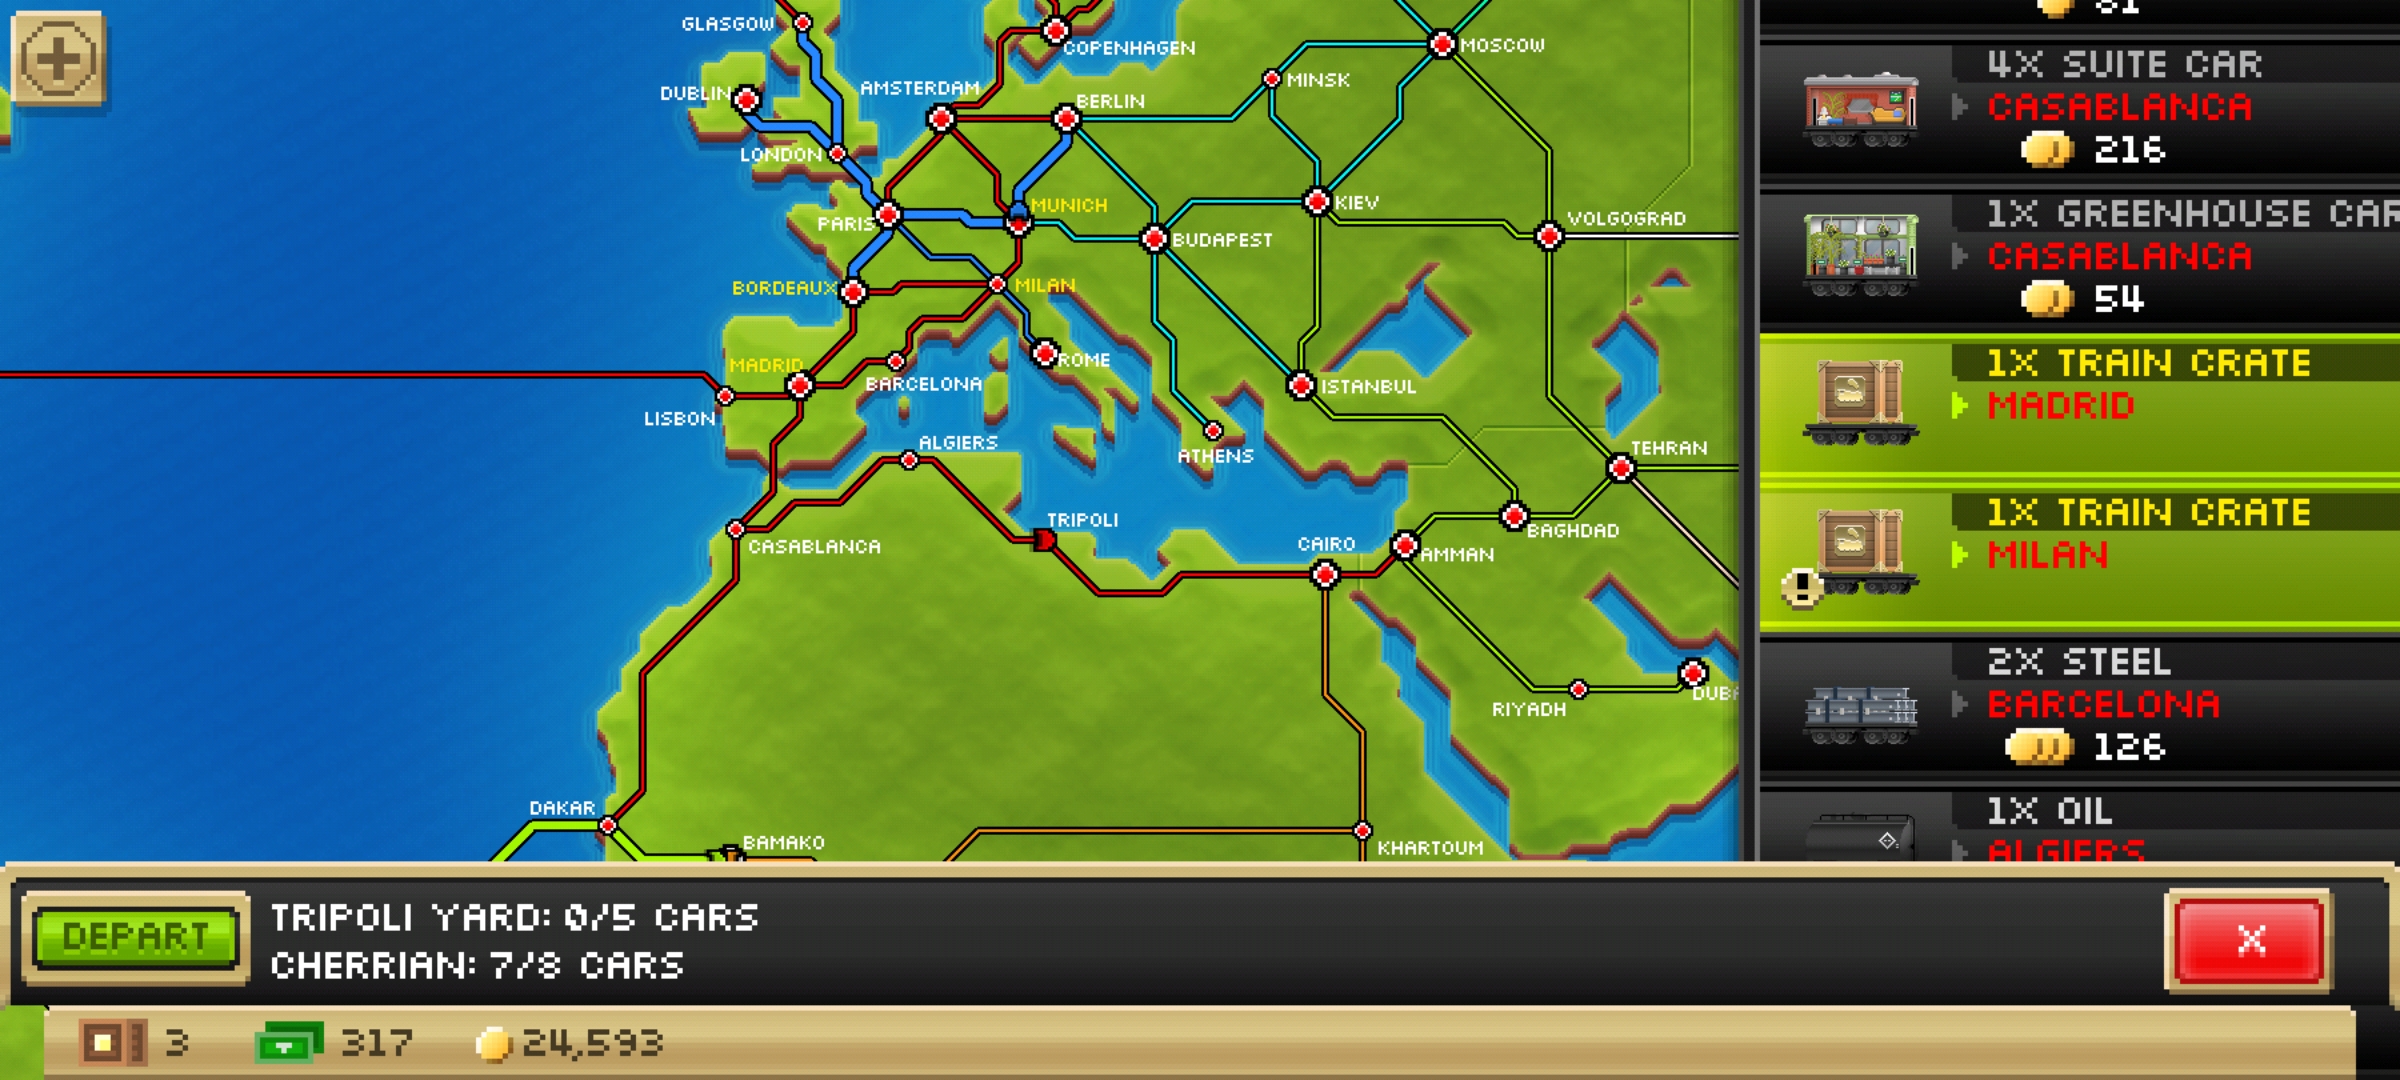 GLASGOW
COPENHAGEN
MOSCOW
MINSK
DUBLIN
AMSTERDAM
BERLIN
LONDON
PARIS
MUNICH
KIEV
VOLGOGRAD
BUDAPEST
BORDEAUX
MILAN
MADRID
BARCELONA
ROME
ISTANBUL
LISBON
ALGIERS
ATHENS
TEHRAN
TRIPOLI
CASABLANCA
CAIRO
AMMAN
BAGHDAD
RIYADH
DUBA
DAKAR
BAMAKO
KHARTOUM
81
4X SUITE CAR
CASABLANCA
216
1X GREENHOUSE CAR
CASABLANCA
54
1X TRAIN CRATE
MADRID
1X TRAIN CRATE
MILAN
!
2X STEEL
BARCELONA
126
1X OIL
ALGIERS
DEPART
TRIPOLI YARD: 0/5 CARS
CHERRIAN: 7/8 CARS
X
3
317
24,593